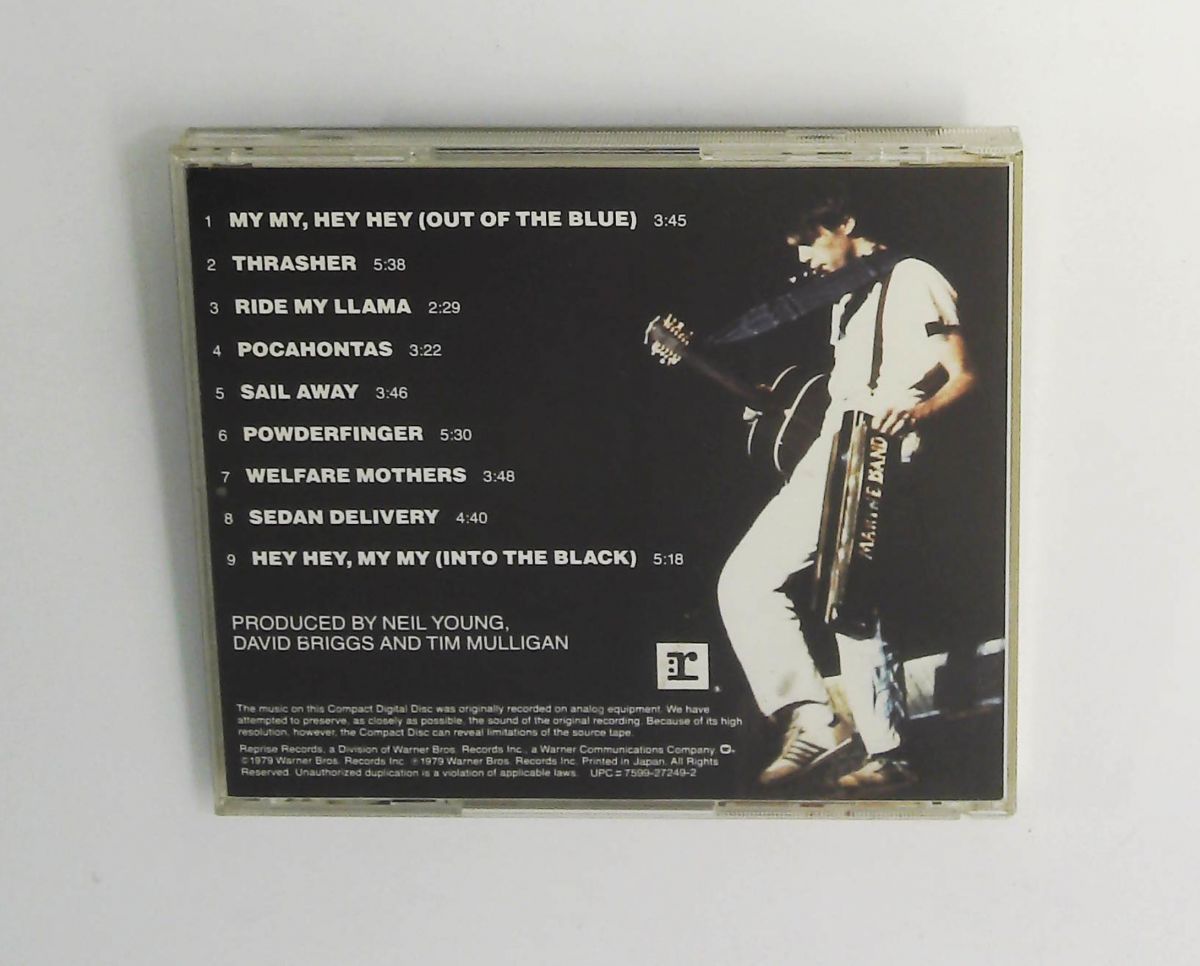 1 MY MY, HEY HEY (OUT OF THE BLUE) 3:45
2 THRASHER 5:38
3 RIDE MY LLAMA 2:29
4 POCAHONTAS 3:22
5 SAIL AWAY 3:46
6 POWDERFINGER 5:30
7 WELFARE MOTHERS 3:48
8 SEDAN DELIVERY 4:40
9 HEY HEY, MY MY (INTO THE BLACK) 5:18
MARINE BAND
PRODUCED BY NEIL YOUNG,
DAVID BRIGGS AND TIM MULLIGAN
:r
The music on this Compact Digital Disc was originally recorded on analog equipment. We have
attempted to preserve, as closely as possible, the sound of the original recording. Because of its high
resolution, however, the Compact Disc can reveal limitations of the source tape.
Reprise Records, a Division of Warner Bros. Records Inc., a Warner Communications Company.
©1979 Warner Bros. Records Inc. ℗1979 Warner Bros. Records Inc. Printed in Japan. All Rights
Reserved. Unauthorized duplication is a violation of applicable laws. UPC = 7599-27249-2